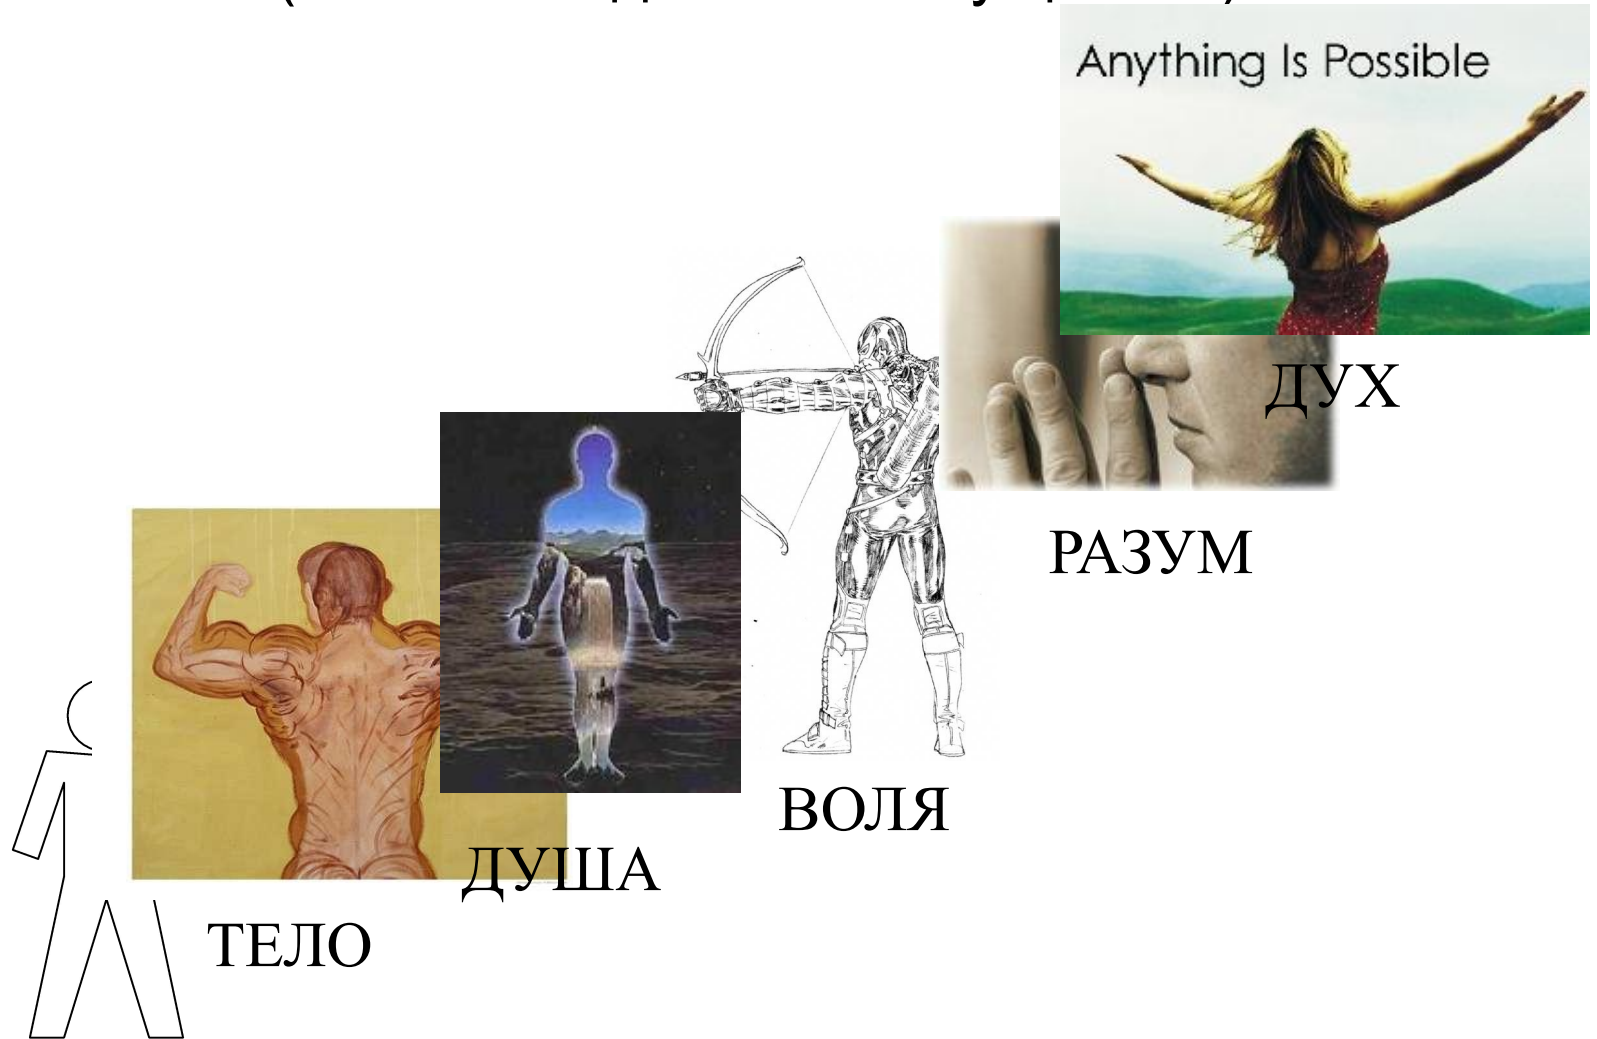 Anything Is Possible
ДУХ
РАЗУМ
ВОЛЯ
ДУША
ТЕЛО